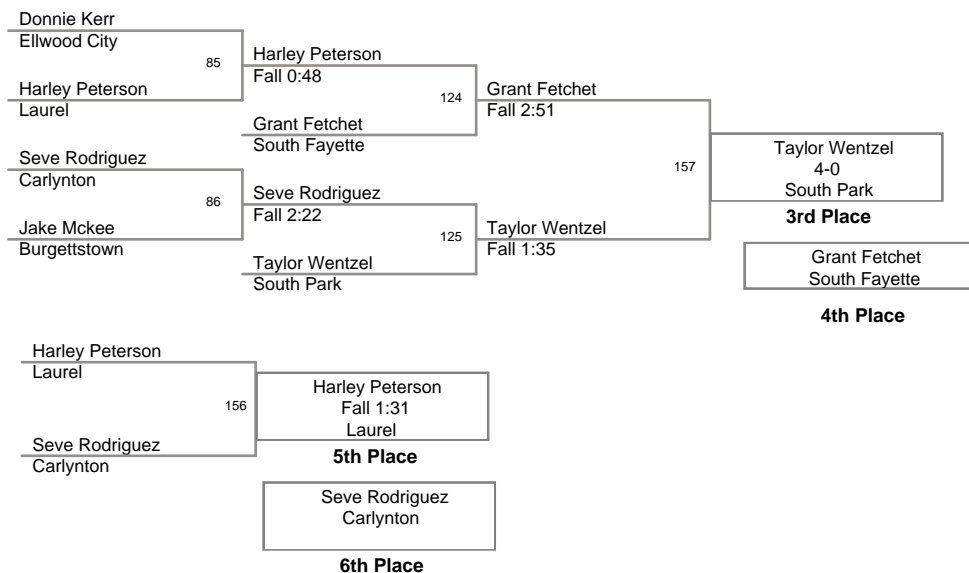 Donnie Kerr
Ellwood City
85
Harley Peterson
Laurel
Harley Peterson
Fall 0:48
124
Grant Fetchet
South Fayette
Grant Fetchet
Fall 2:51
Seve Rodriguez
Carlynton
86
Jake Mckee
Burgettstown
Seve Rodriguez
Fall 2:22
125
Taylor Wentzel
South Park
Taylor Wentzel
Fall 1:35
157
Taylor Wentzel
4-0
South Park
3rd Place
Grant Fetchet
South Fayette
4th Place
Harley Peterson
Laurel
156
Seve Rodriguez
Carlynton
Harley Peterson
Fall 1:31
Laurel
5th Place
Seve Rodriguez
Carlynton
6th Place